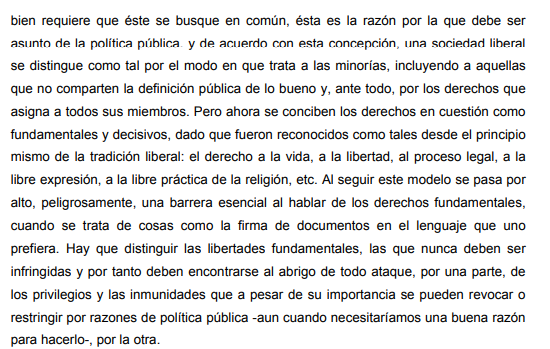 bien requiere que éste se busque en común, ésta es la razón por la que debe ser
asunto de la política pública. y de acuerdo con esta concepción, una sociedad liberal
se distingue como tal por el modo en que trata a las minorías, incluyendo a aquellas
que no comparten la definición pública de lo bueno y, ante todo, por los derechos que
asigna a todos sus miembros. Pero ahora se conciben los derechos en cuestión como
fundamentales y decisivos, dado que fueron reconocidos como tales desde el principio
mismo de la tradición liberal: el derecho a la vida, a la libertad, al proceso legal, a la
libre expresión, a la libre práctica de la religión, etc. Al seguir este modelo se pasa por
alto, peligrosamente, una barrera esencial al hablar de los derechos fundamentales,
cuando se trata de cosas como la firma de documentos en el lenguaje que uno
prefiera. Hay que distinguir las libertades fundamentales, las que nunca deben ser
infringidas y por tanto deben encontrarse al abrigo de todo ataque, por una parte, de
los privilegios y las inmunidades que a pesar de su importancia se pueden revocar o
restringir por razones de política pública -aun cuando necesitaríamos una buena razón
para hacerlo-, por la otra.